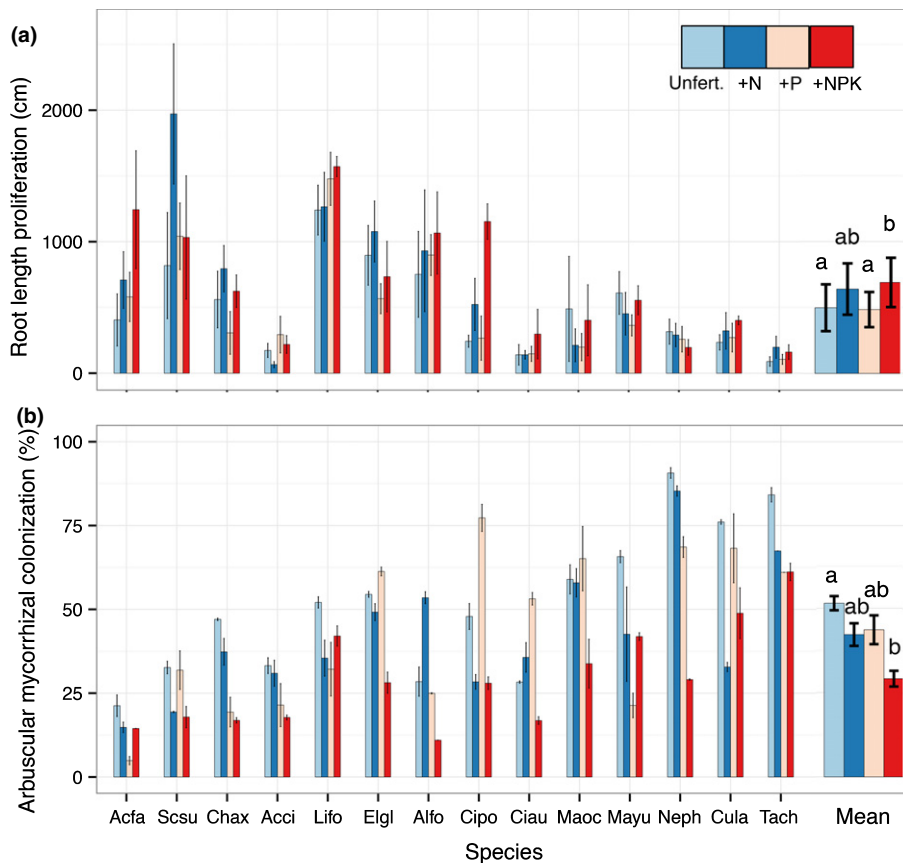 (a)
Root length proliferation (cm)
2000
1000
0
Unfert. +N +P +NPK
a ab a b
(b)
Arbuscular mycorrhizal colonization (%)
100
75
50
25
0
a ab ab b
Acfa Scsu Chax Acci Lifo Elgl Alfo Cipo Ciau Maoc Mayu Neph Cula Tach Mean
Species